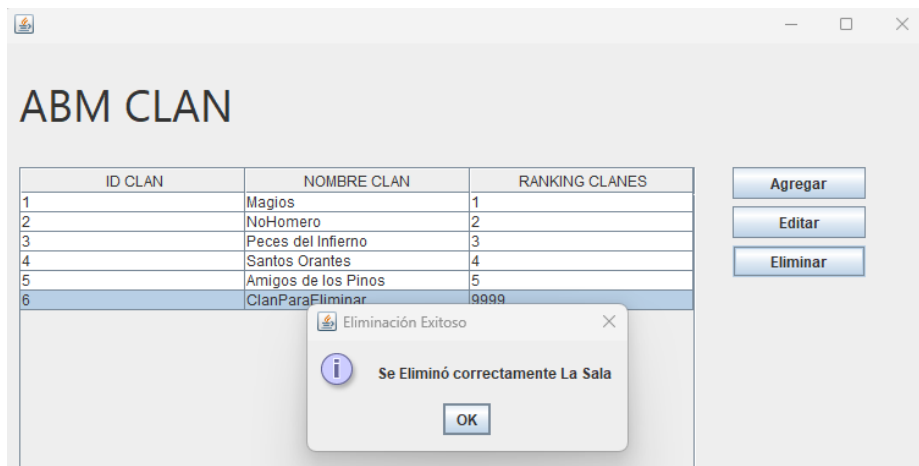 ABM CLAN
ID CLAN NOMBRE CLAN RANKING CLANES
1 Magios 1
2 NoHomero 2
3 Peces del Infierno 3
4 Santos Orantes 4
5 Amigos de los Pinos 5
6 ClanParaEliminar 9999
Agregar
Editar
Eliminar
Eliminación Exitoso
Se Eliminó correctamente La Sala
OK